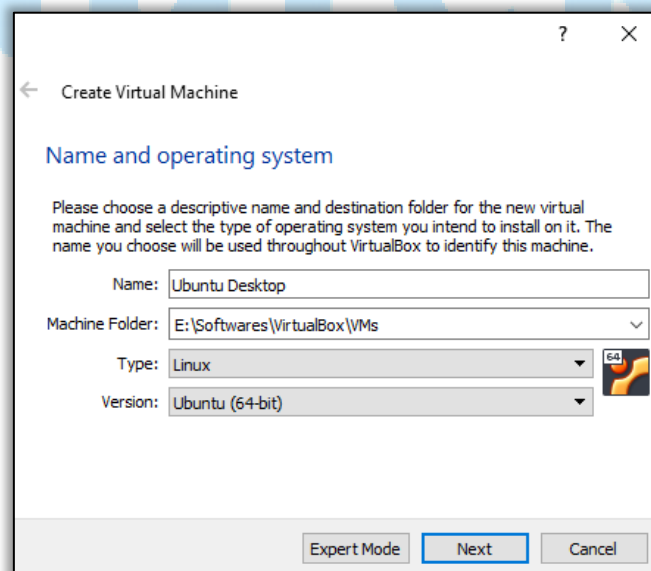 ?
Create Virtual Machine
Name and operating system
Please choose a descriptive name and destination folder for the new virtual
machine and select the type of operating system you intend to install on it. The
name you choose will be used throughout VirtualBox to identify this machine.
Name: Ubuntu Desktop
Machine Folder: E:\Softwares\VirtualBox\VMs
Type: Linux
64
Version: Ubuntu (64-bit)
Expert Mode Next Cancel